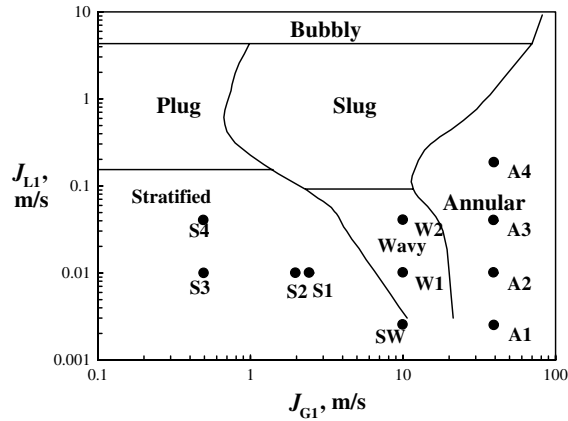 10
Bubbly
Plug
Slug
1
J_L1,
m/s
A4
0.1
Stratified
Annular
S4
W2
A3
Wavy
0.01
S3
S2
S1
W1
A2
SW
A1
0.001
0.1
1
10
100
J_G1, m/s